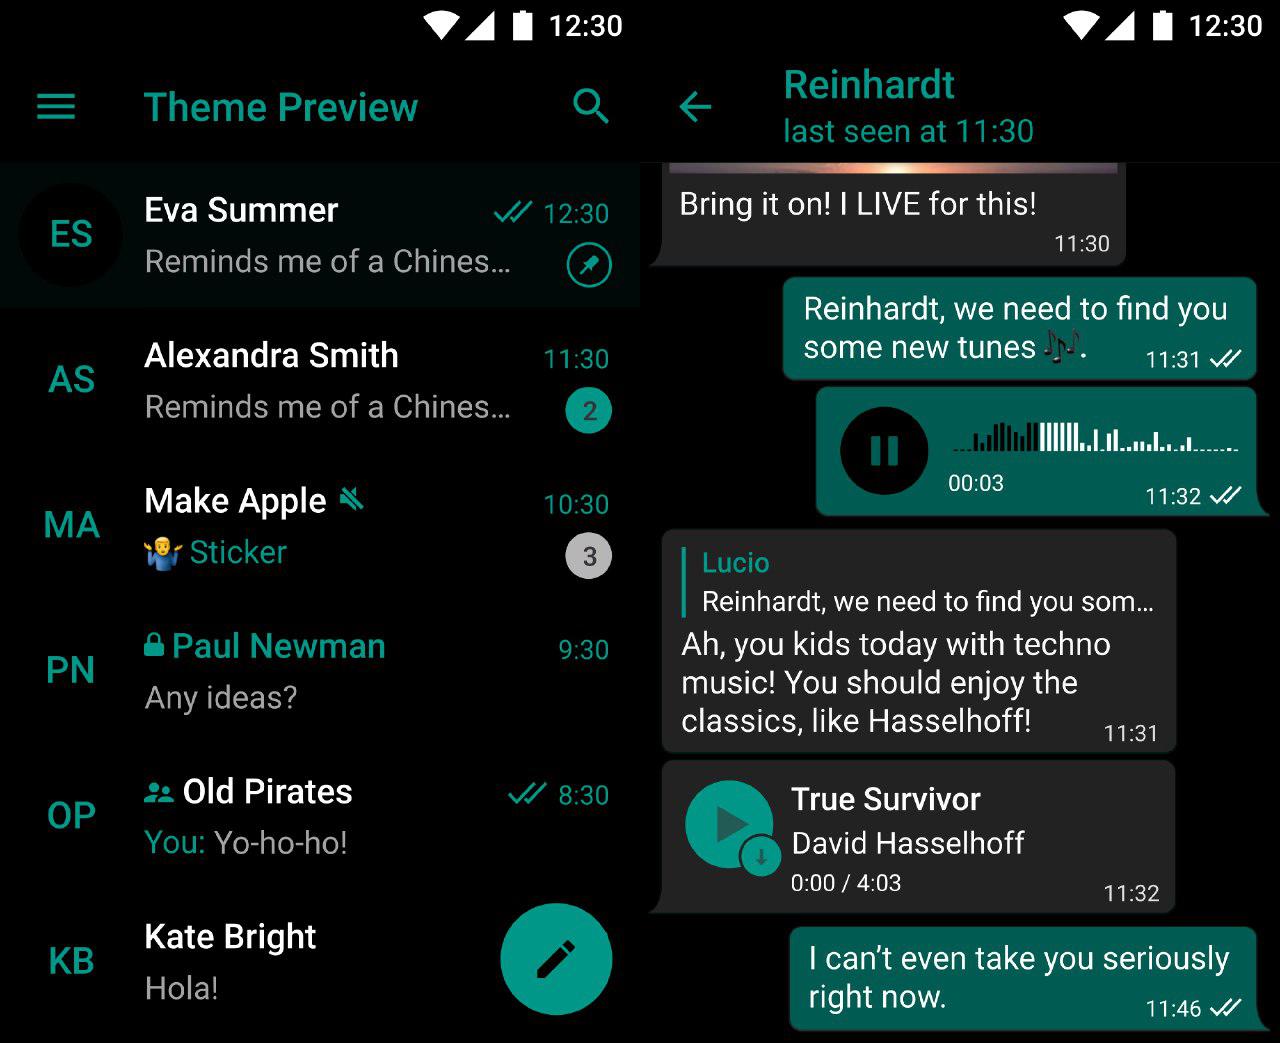 12:30
Theme Preview
ES
Eva Summer
12:30
Reminds me of a Chines...
AS
Alexandra Smith
11:30
Reminds me of a Chines...
2
MA
Make Apple
10:30
🤷‍♂️ Sticker
3
PN
Paul Newman
9:30
Any ideas?
OP
Old Pirates
8:30
You: Yo-ho-ho!
KB
Kate Bright
Hola!
12:30
Reinhardt
last seen at 11:30
Bring it on! I LIVE for this!
11:30
Reinhardt, we need to find you
some new tunes 🎶.
11:31
00:03
11:32
Lucio
Reinhardt, we need to find you som...
Ah, you kids today with techno
music! You should enjoy the
classics, like Hasselhoff!
11:31
True Survivor
David Hasselhoff
0:00 / 4:03
11:32
I can’t even take you seriously
right now.
11:46